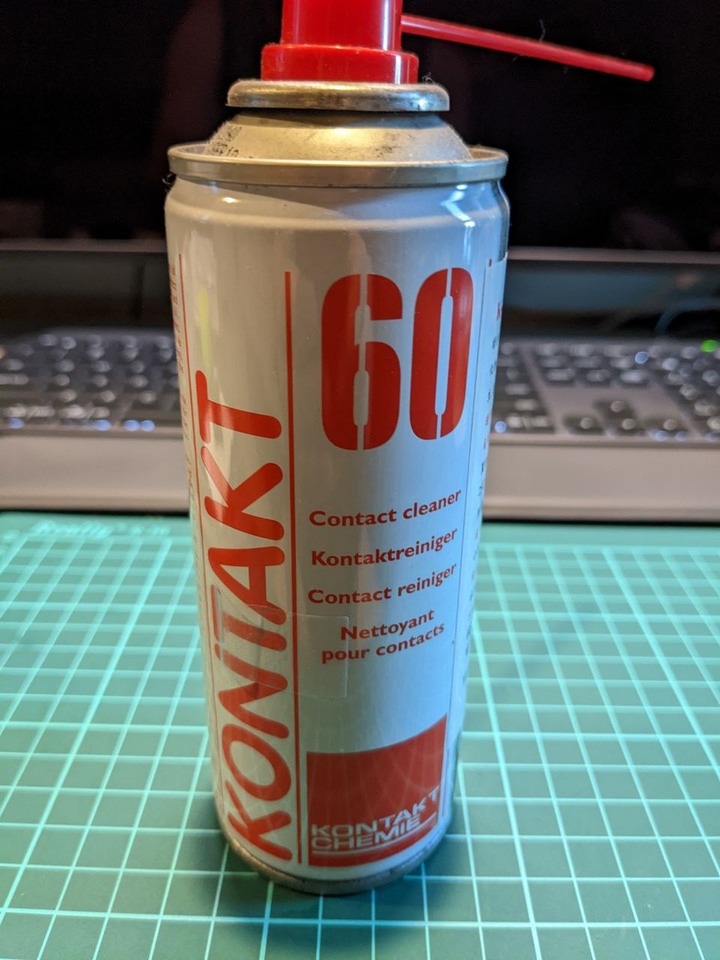 KONTAKT
60
Contact cleaner
Kontaktreiniger
Contact reiniger
Nettoyant
pour contacts
KONTAKT
CHEMIE